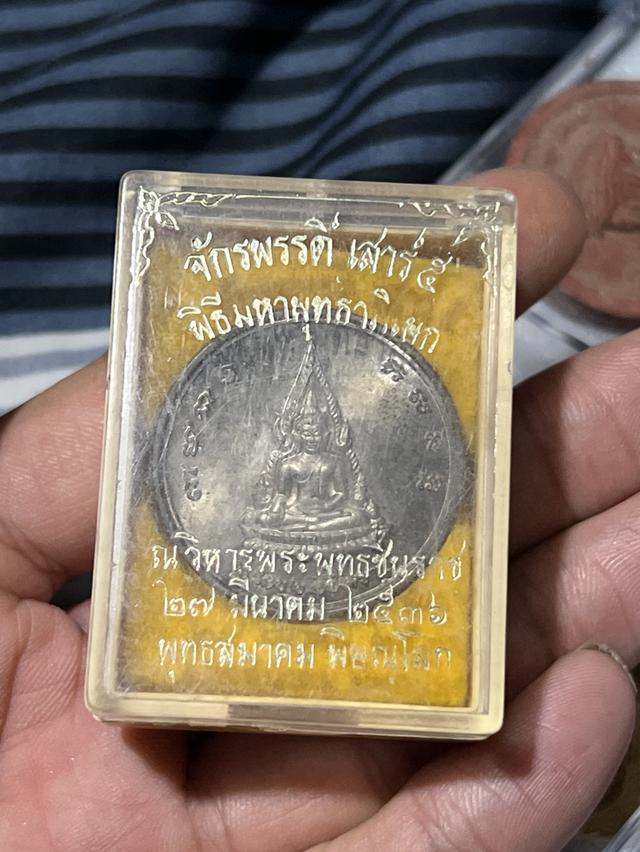 จักรพรรดิ์ เสาร์ ๕
พิธีมหาพุทธาภิเษก
ณ วิหารพระพุทธชินราช
๒๗ มีนาคม ๒๕๓๖
พุทธสมาคม พิษณุโลก